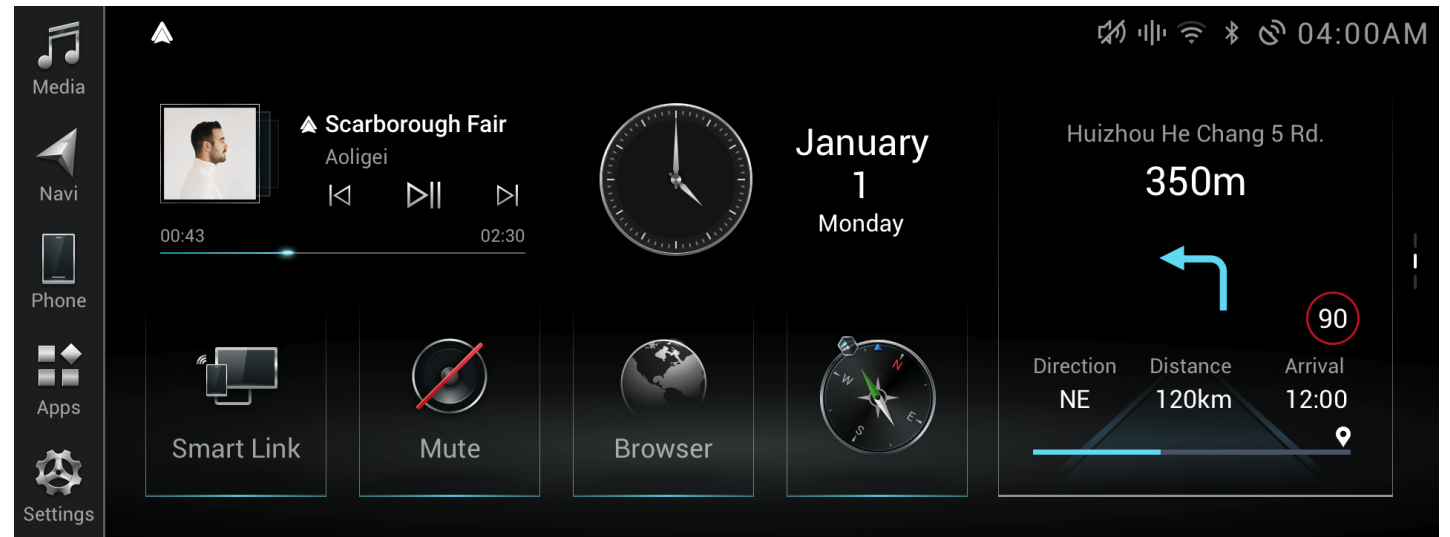 Media
Navi
Phone
Apps
Settings
04:00AM
Scarborough Fair
Aoligei
00:43
02:30
January
1
Monday
Smart Link
Mute
Browser
N
W
E
S
Huizhou He Chang 5 Rd.
350m
90
Direction Distance Arrival
NE 120km 12:00